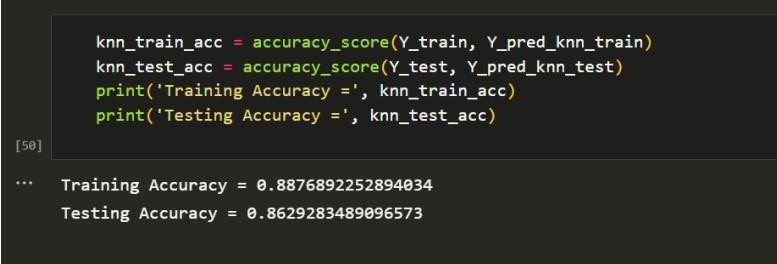 knn_train_acc = accuracy_score(Y_train, Y_pred_knn_train)
knn_test_acc = accuracy_score(Y_test, Y_pred_knn_test)
print('Training Accuracy =', knn_train_acc)
print('Testing Accuracy =', knn_test_acc)
[50]
... Training Accuracy = 0.8876892252894034
Testing Accuracy = 0.8629283489096573